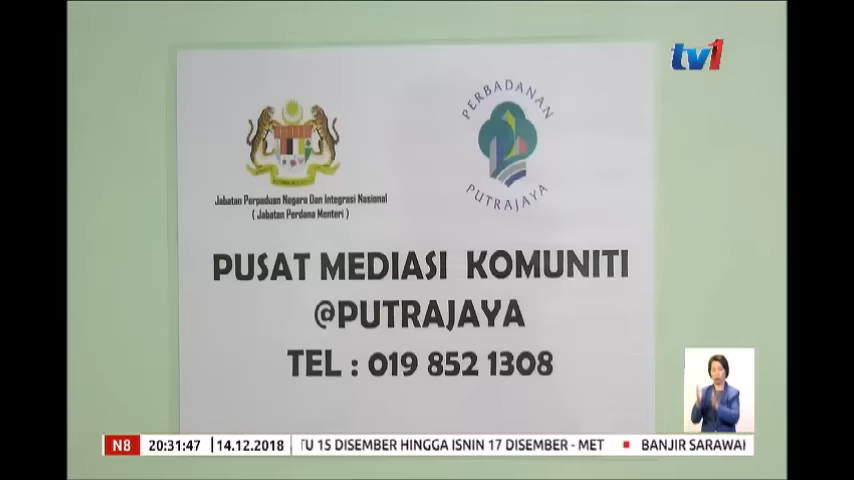 tv1
PERBADANAN
PUTRAJAYA
Jabatan Perpaduan Negara Dan Integrasi Nasional
( Jabatan Perdana Menteri )
PUSAT MEDIASI KOMUNITI
@PUTRAJAYA
TEL : 019 852 1308
N8 20:31:47 14.12.2018 TU 15 DISEMBER HINGGA ISNIN 17 DISEMBER - MET ■ BANJIR SARAWAK